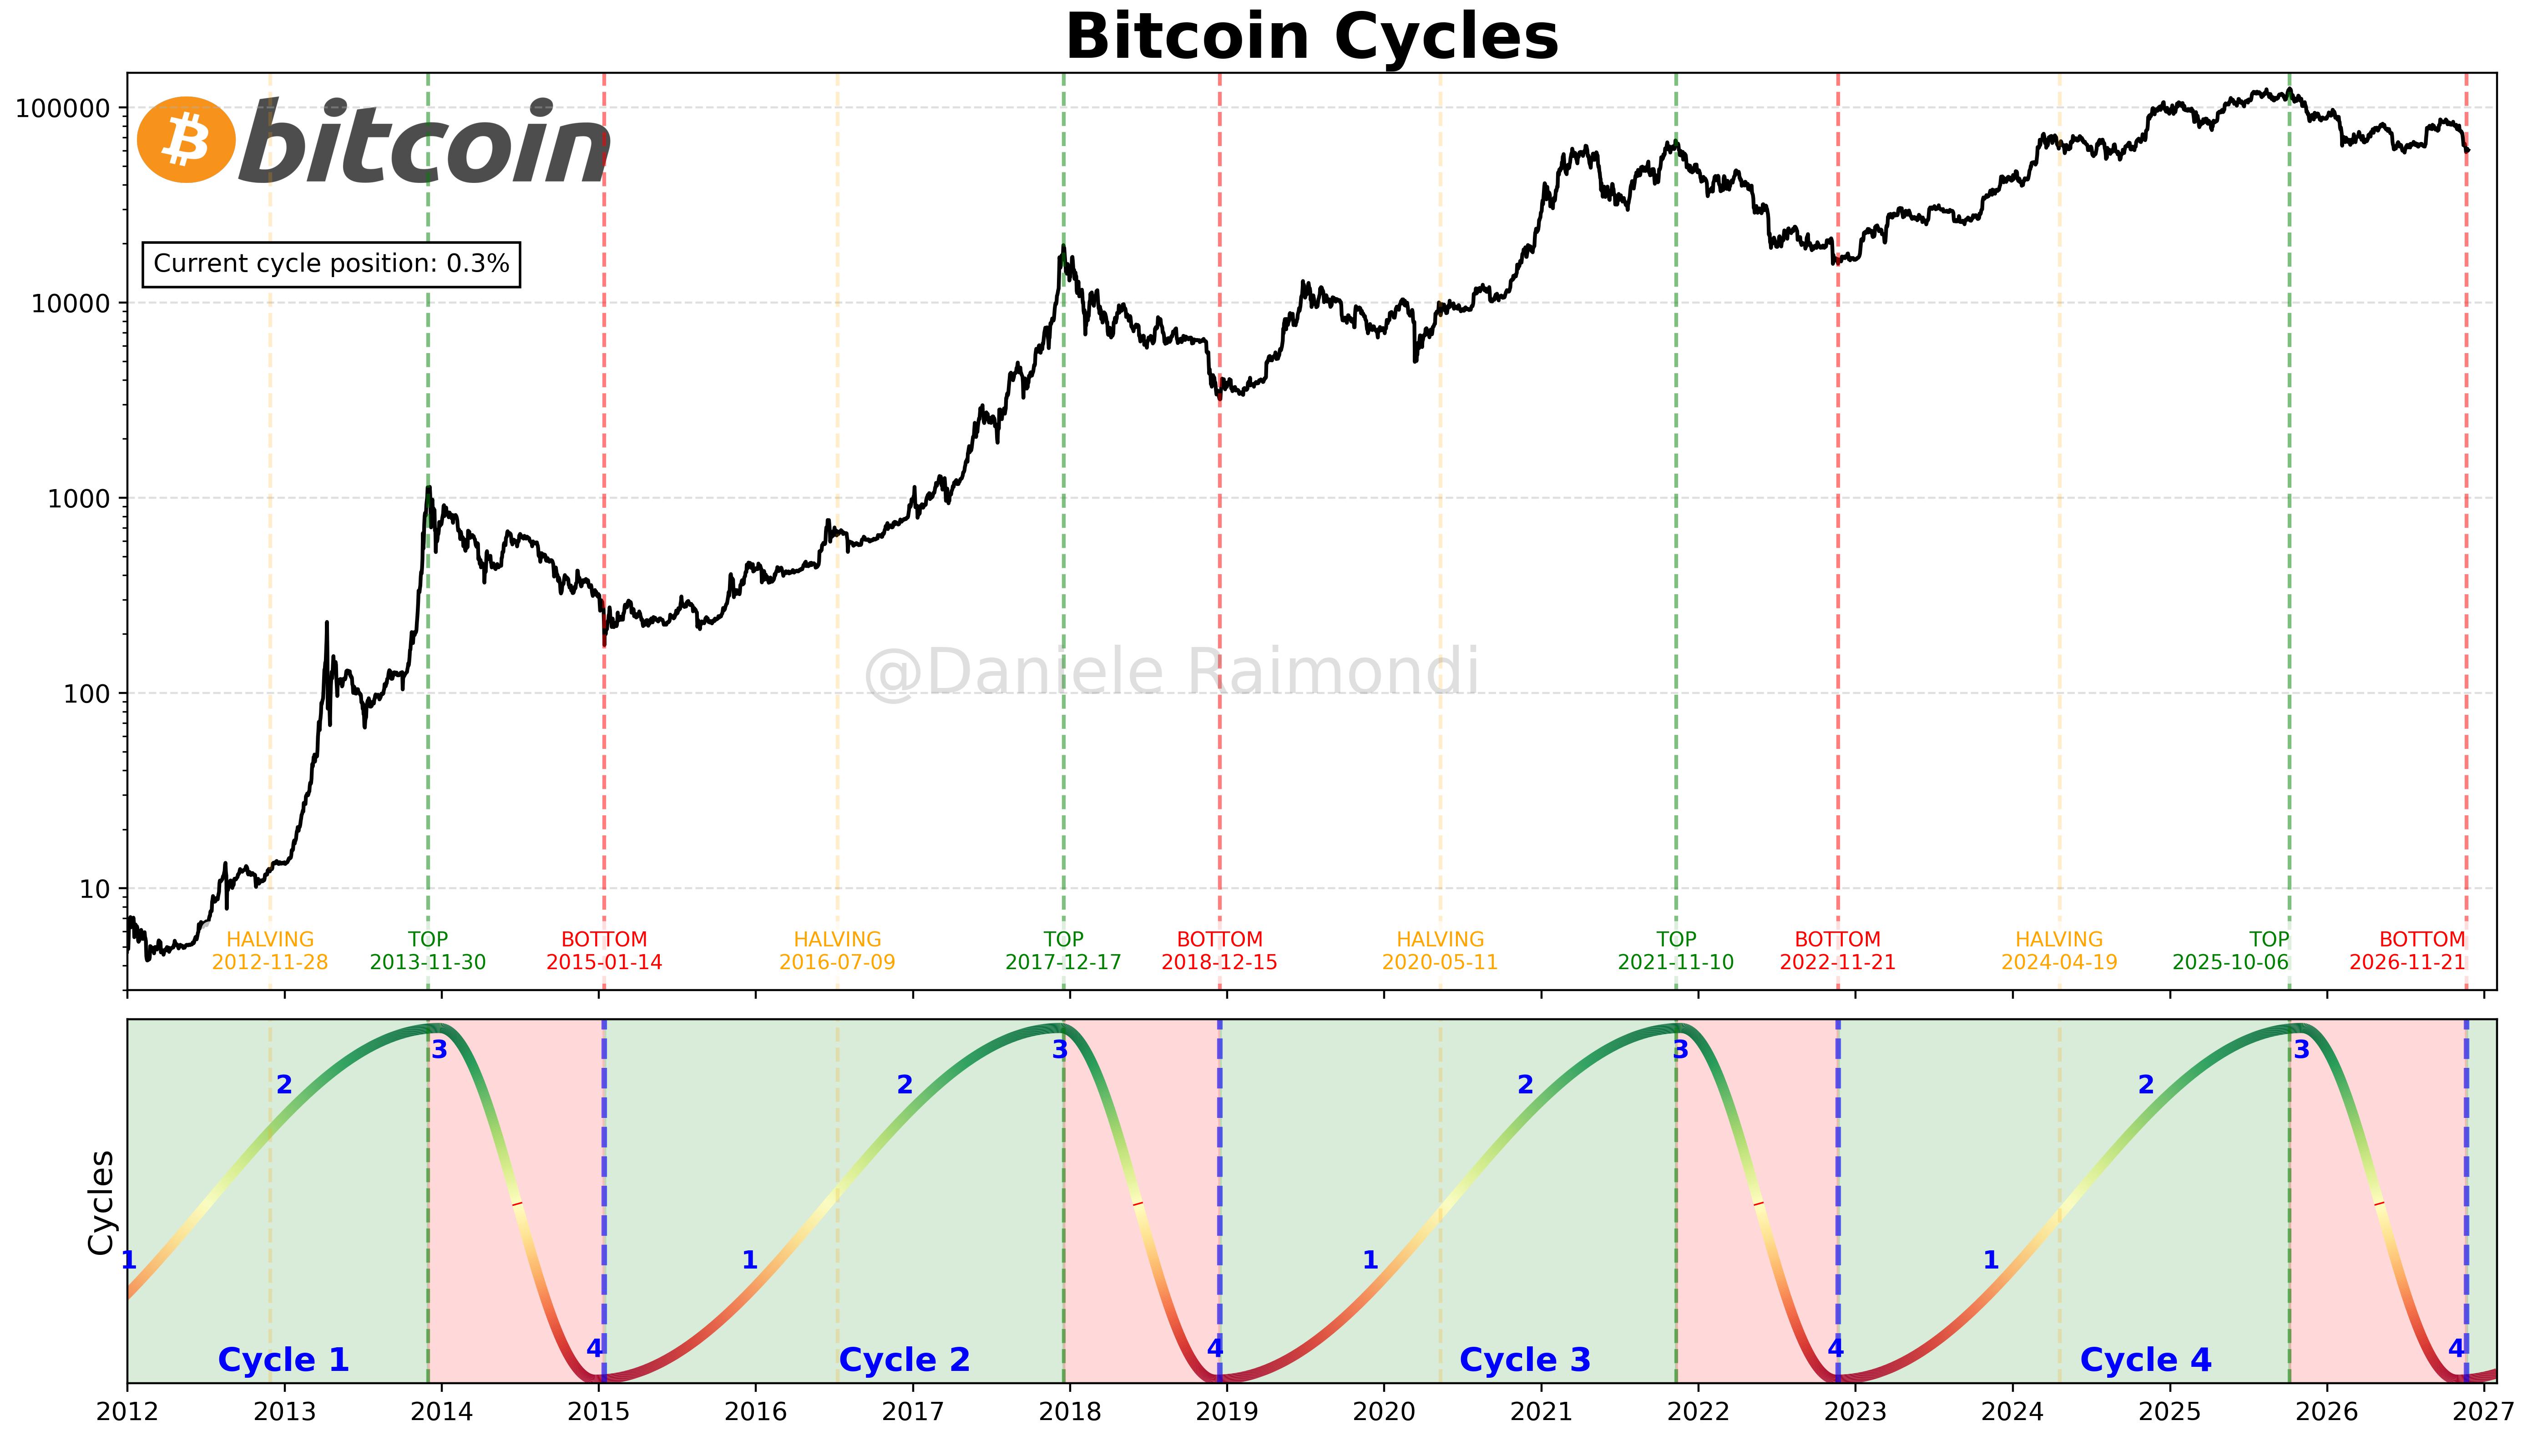 Bitcoin Cycles
bitcoin
Current cycle position: 0.3%
100000
10000
1000
100
10
@Daniele Raimondi
HALVING
2012-11-28
TOP
2013-11-30
BOTTOM
2015-01-14
HALVING
2016-07-09
TOP
2017-12-17
BOTTOM
2018-12-15
HALVING
2020-05-11
TOP
2021-11-10
BOTTOM
2022-11-21
HALVING
2024-04-19
TOP
2025-10-06
BOTTOM
2026-11-21
Cycles
1
2
3
4
1
2
3
4
1
2
3
4
1
2
3
4
Cycle 1
Cycle 2
Cycle 3
Cycle 4
2012 2013 2014 2015 2016 2017 2018 2019 2020 2021 2022 2023 2024 2025 2026 2027